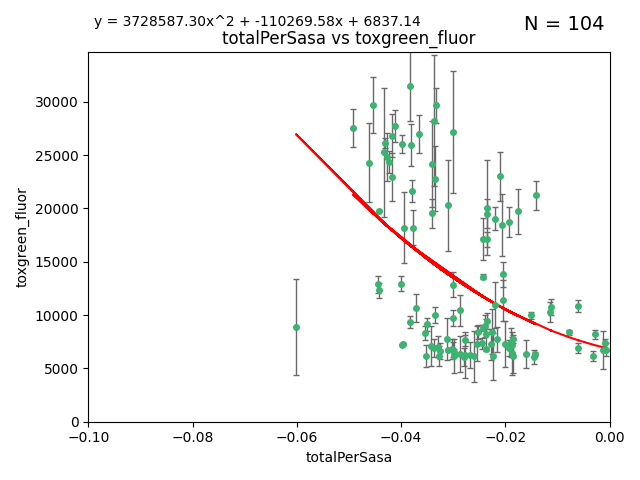 y = 3728587.30x^2 + -110269.58x + 6837.14
N = 104
totalPerSasa vs toxgreen_fluor
30000
25000
20000
15000
10000
5000
0
toxgreen_fluor
−0.10
−0.08
−0.06
−0.04
−0.02
0.00
totalPerSasa